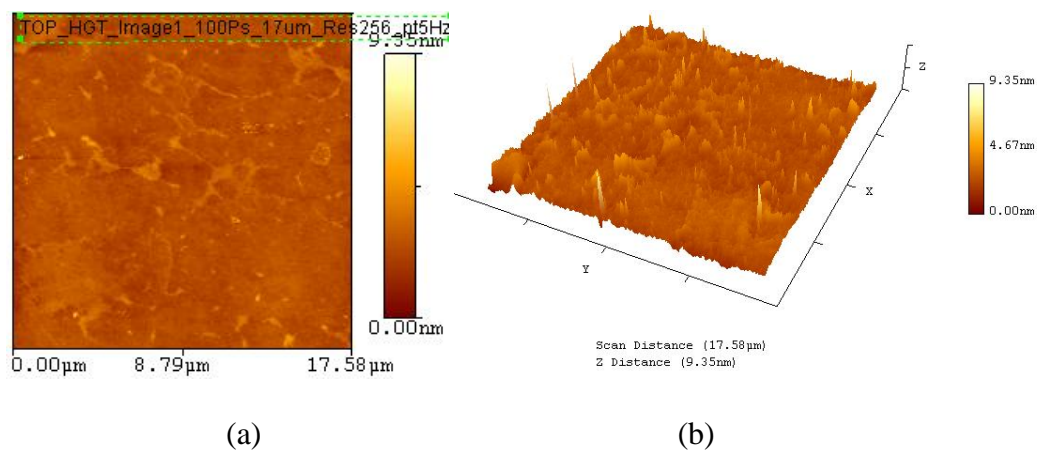 TOP_HGT_Image1_100Ps_17um_Res256_pt5Hz
9.35nm
0.00nm
0.00µm 8.79µm 17.58µm
(a)
Z
9.35nm
4.67nm
0.00nm
X
Y
Scan Distance (17.58µm)
Z Distance (9.35nm)
(b)